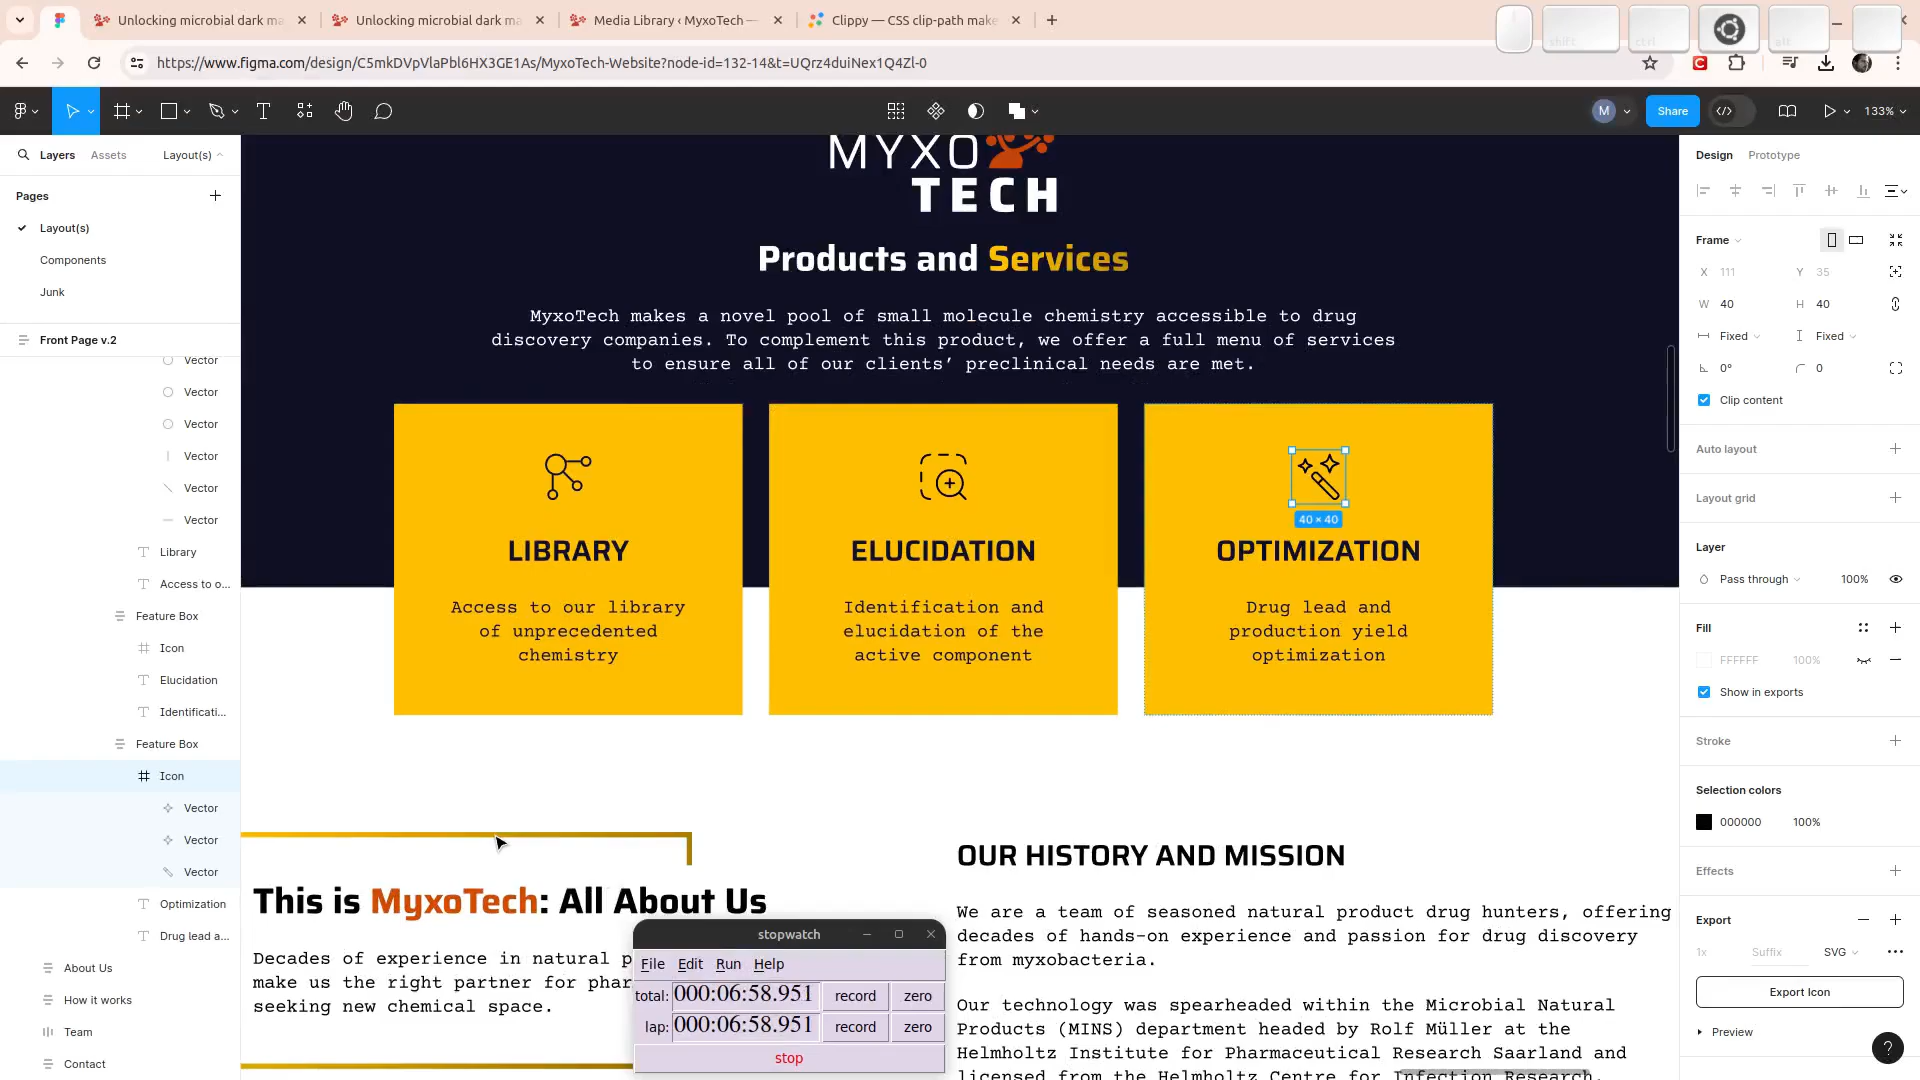 Unlocking microbial dark ma
Unlocking microbial dark ma
Media Library ‹ MyxoTech —
Clippy — CSS clip-path make
shift
ctrl
alt
https://www.figma.com/design/C5mkDVpVlaPbl6HX3GE1As/MyxoTech-Website?node-id=132-14&t=UQrz4duiNex1Q4Zl-0
M
Share
133%
Layers
Assets
Layout(s)
Pages
Layout(s)
Components
Junk
Front Page v.2
Vector
Vector
Vector
Vector
Vector
Vector
Library
Access to o...
Feature Box
Icon
Elucidation
Identificati...
Feature Box
Icon
Vector
Vector
Vector
Optimization
Drug lead a...
About Us
How it works
Team
Contact
MYXO
TECH
Products and Services
MyxoTech makes a novel pool of small molecule chemistry accessible to drug
discovery companies. To complement this product, we offer a full menu of services
to ensure all of our clients’ preclinical needs are met.
LIBRARY
Access to our library
of unprecedented
chemistry
ELUCIDATION
Identification and
elucidation of the
active component
40 × 40
OPTIMIZATION
Drug lead and
production yield
optimization
This is MyxoTech: All About Us
Decades of experience in natural p
make us the right partner for phar
seeking new chemical space.
OUR HISTORY AND MISSION
We are a team of seasoned natural product drug hunters, offering
decades of hands-on experience and passion for drug discovery
from myxobacteria.
Our technology was spearheaded within the Microbial Natural
Products (MINS) department headed by Rolf Müller at the
Helmholtz Institute for Pharmaceutical Research Saarland and
licensed from the Helmholtz Centre for Infection Research.
stopwatch
File Edit Run Help
total: 000:06:58.951 record zero
lap: 000:06:58.951 record zero
stop
Design
Prototype
Frame
X 111 Y 35
W 40 H 40
Fixed Fixed
0° 0
Clip content
Auto layout
Layout grid
Layer
Pass through 100%
Fill
FFFFFF 100%
Show in exports
Stroke
Selection colors
000000 100%
Effects
Export
1x Suffix SVG
Export Icon
Preview
?